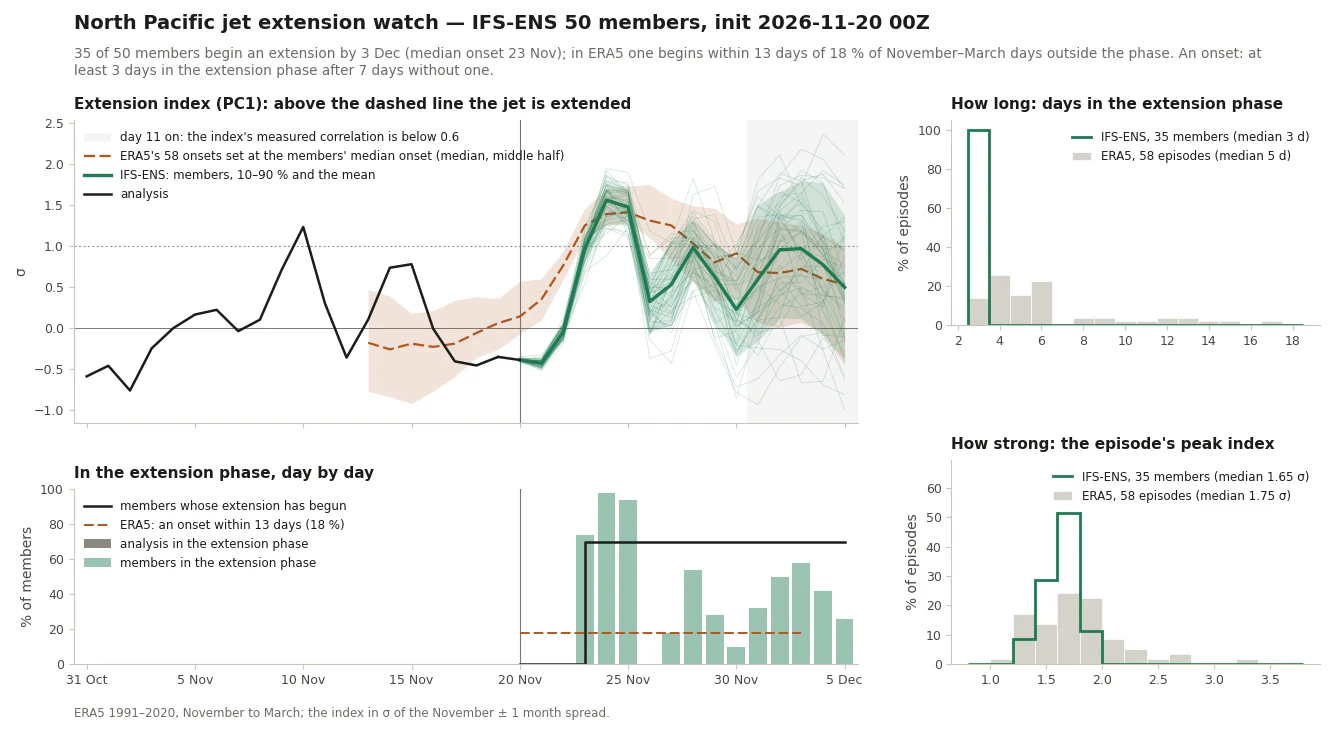 North Pacific jet extension watch — IFS-ENS 50 members, init 2026-11-20 00Z
35 of 50 members begin an extension by 3 Dec (median onset 23 Nov); in ERA5 one begins within 13 days of 18 % of November–March days outside the phase. An onset: at
least 3 days in the extension phase after 7 days without one.
Extension index (PC1): above the dashed line the jet is extended
2.5
2.0
1.5
1.0
0.5
0.0
−0.5
−1.0
σ
day 11 on: the index's measured correlation is below 0.6
ERA5's 58 onsets set at the members' median onset (median, middle half)
IFS-ENS: members, 10–90 % and the mean
analysis
How long: days in the extension phase
100
80
60
40
20
0
% of episodes
IFS-ENS, 35 members (median 3 d)
ERA5, 58 episodes (median 5 d)
2 4 6 8 10 12 14 16 18
In the extension phase, day by day
100
80
60
40
20
0
% of members
members whose extension has begun
ERA5: an onset within 13 days (18 %)
analysis in the extension phase
members in the extension phase
31 Oct 5 Nov 10 Nov 15 Nov 20 Nov 25 Nov 30 Nov 5 Dec
How strong: the episode's peak index
60
50
40
30
20
10
0
% of episodes
IFS-ENS, 35 members (median 1.65 σ)
ERA5, 58 episodes (median 1.75 σ)
1.0 1.5 2.0 2.5 3.0 3.5
ERA5 1991–2020, November to March; the index in σ of the November ± 1 month spread.